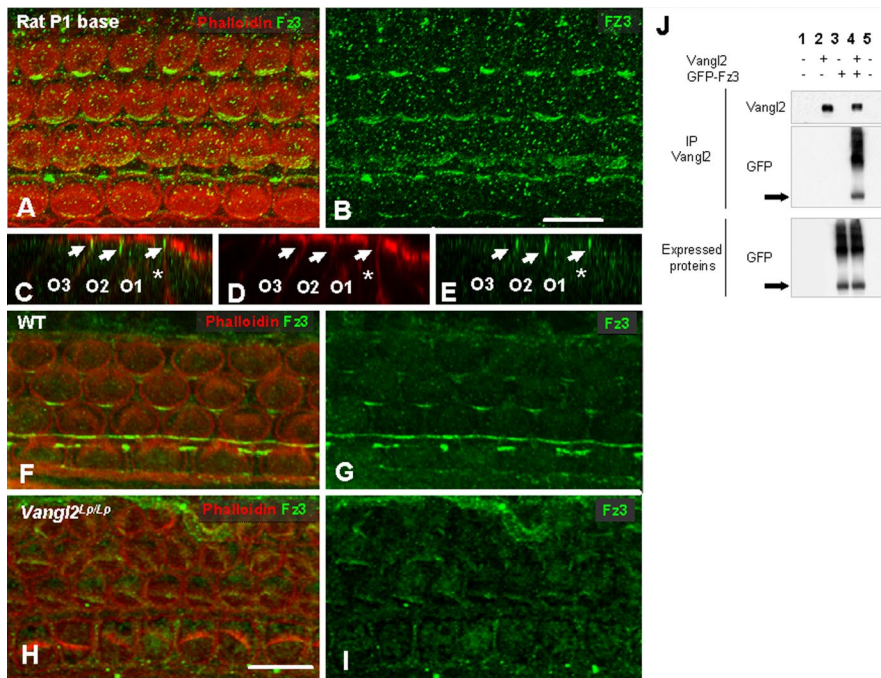 Rat P1 base
Phalloidin Fz3
A
FZ3
B
O3 O2 O1 *
C
O3 O2 O1 *
D
O3 O2 O1 *
E
WT
Phalloidin Fz3
F
Fz3
G
Vangl2Lp/Lp
Phalloidin Fz3
H
Fz3
I
J
1 2 3 4 5
Vangl2 - + - + -
GFP-Fz3 - - + + -
IP
Vangl2
Vangl2
GFP
Expressed
proteins
GFP